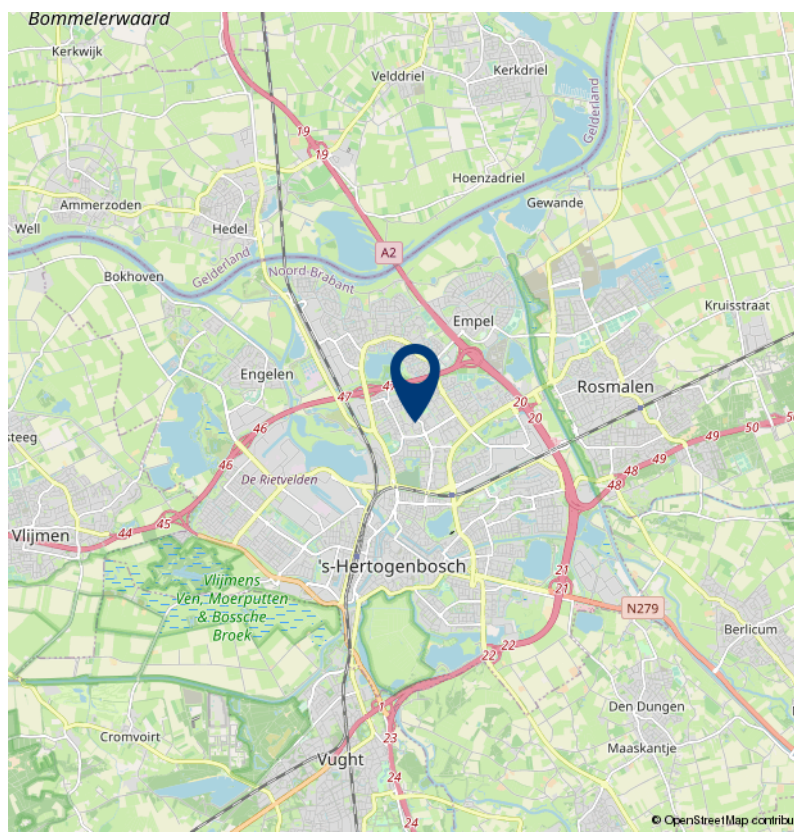 Bommelerwaard
Kerkwijk
Kerkdriel
Velddriel
Gelderland
19
19
Hoenzadriel
Ammerzoden
Gewande
Well
Hedel
A2
Gelderland
Noord-Brabant
Bokhoven
Kruisstraat
Empel
Engelen
Rosmalen
47
20
20
46
50
50
49
49
48
48
46
steeg
De Rietvelden
45
44
Vlijmen
's-Hertogenbosch
21
21
Vlijmens
Ven, Moerputten
& Bossche
Broek
N279
Berlicum
22
22
Den Dungen
1
Cromvoirt
23
Maaskantje
Vught
24
24
© OpenStreetMap contribu